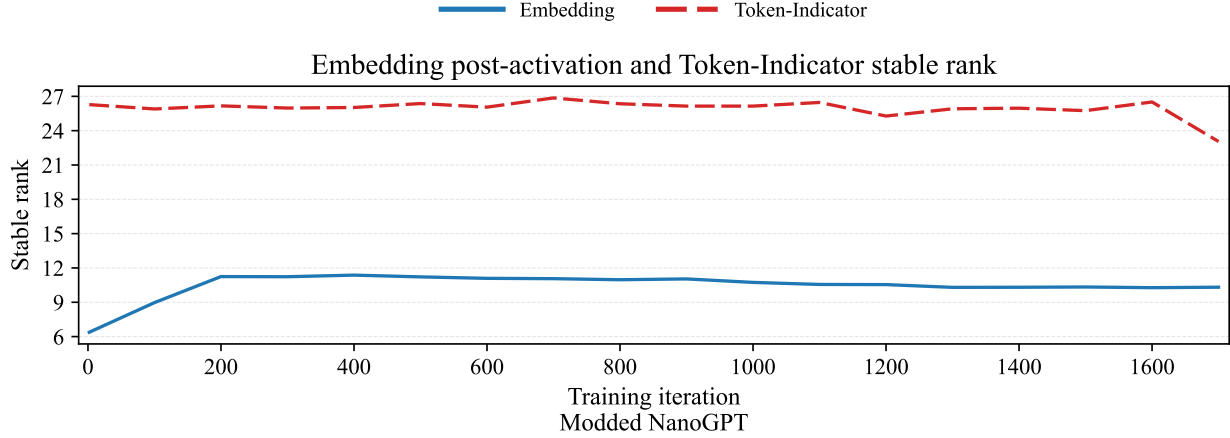 Embedding Token-Indicator
Embedding post-activation and Token-Indicator stable rank
Stable rank
27
24
21
18
15
12
9
6
0 200 400 600 800 1000 1200 1400 1600
Training iteration
Modded NanoGPT